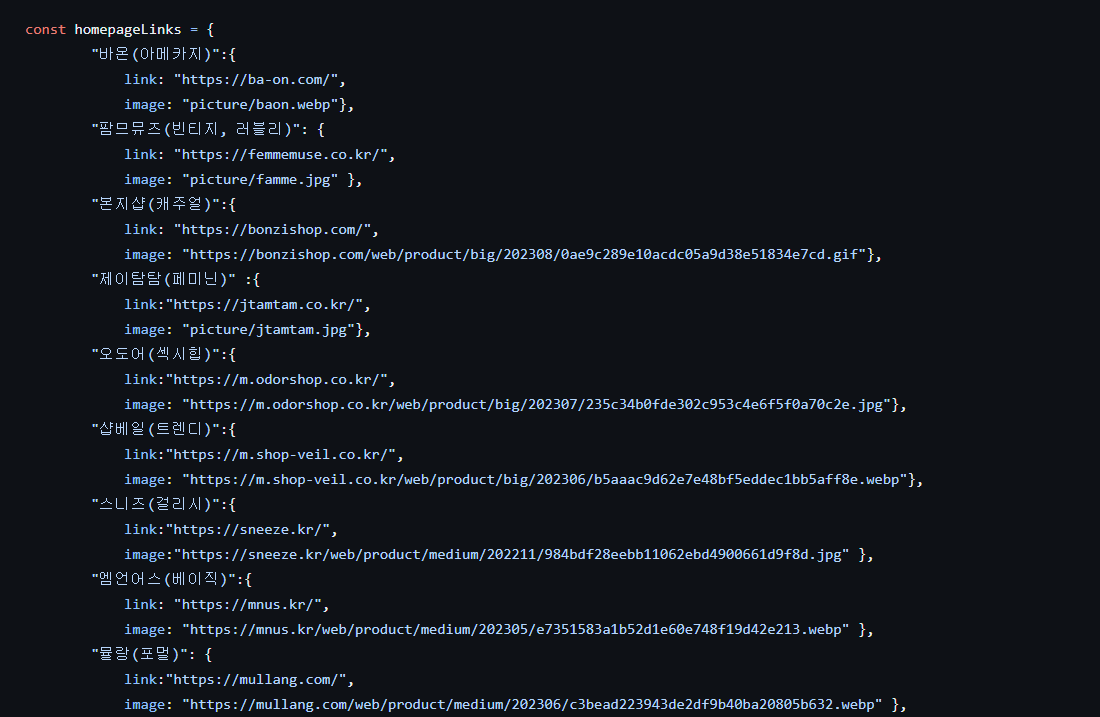 const homepageLinks = {
"바온(아메카지)":{
link: "https://ba-on.com/",
image: "picture/baon.webp"},
"팜므뮤즈(빈티지, 러블리)": {
link: "https://femmemuse.co.kr/",
image: "picture/famme.jpg" },
"본지샵(캐주얼)":{
link: "https://bonzishop.com/",
image: "https://bonzishop.com/web/product/big/202308/0ae9c289e10acdc05a9d38e51834e7cd.gif"},
"제이탐탐(페미닌)" :{
link:"https://jtamtam.co.kr/",
image: "picture/jtamtam.jpg"},
"오도어(섹시힙)":{
link:"https://m.odorshop.co.kr/",
image: "https://m.odorshop.co.kr/web/product/big/202307/235c34b0fde302c953c4e6f5f0a70c2e.jpg"},
"샵베일(트렌디)":{
link:"https://m.shop-veil.co.kr/",
image: "https://m.shop-veil.co.kr/web/product/big/202306/b5aaac9d62e7e48bf5eddec1bb5aff8e.webp"},
"스니즈(걸리시)":{
link:"https://sneeze.kr/",
image:"https://sneeze.kr/web/product/medium/202211/984bdf28eebb11062ebd4900661d9f8d.jpg" },
"엠언어스(베이직)":{
link: "https://mnus.kr/",
image: "https://mnus.kr/web/product/medium/202305/e7351583a1b52d1e60e748f19d42e213.webp" },
"뮬랑(포멀)": {
link:"https://mullang.com/",
image: "https://mullang.com/web/product/medium/202306/c3bead223943de2df9b40ba20805b632.webp" },